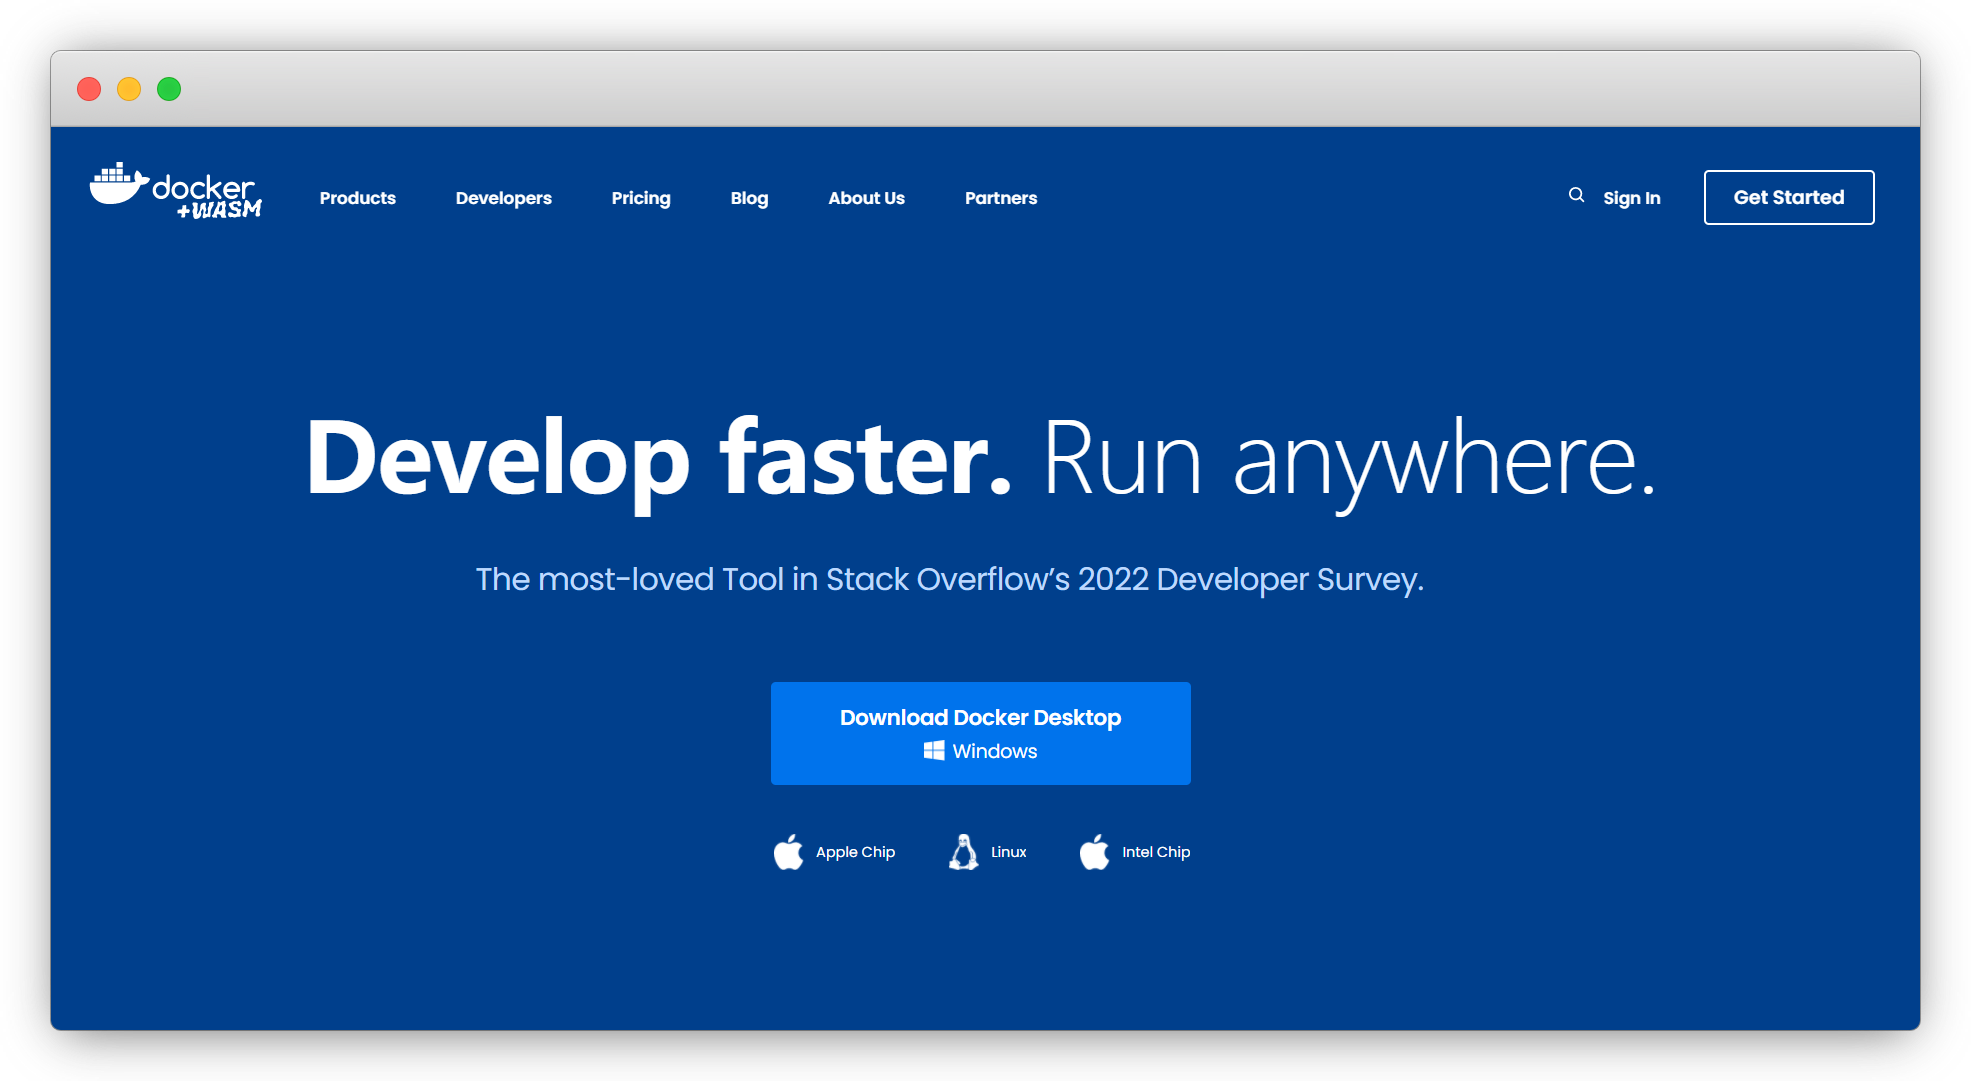 docker
+WASM
Products Developers Pricing Blog About Us Partners Sign In Get Started
Develop faster. Run anywhere.
The most-loved Tool in Stack Overflow’s 2022 Developer Survey.
Download Docker Desktop
Windows
Apple Chip Linux Intel Chip